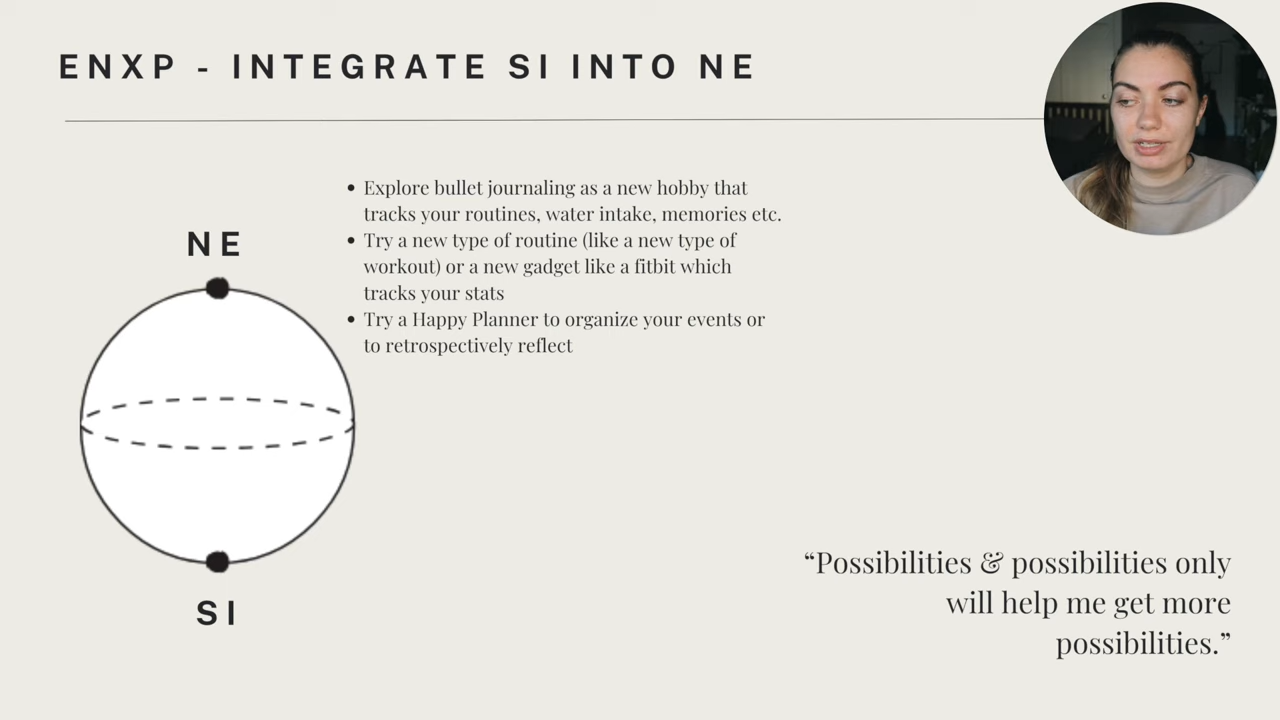 ENXP - INTEGRATE SI INTO NE
• Explore bullet journaling as a new hobby that
tracks your routines, water intake, memories etc.
• Try a new type of routine (like a new type of
workout) or a new gadget like a fitbit which
tracks your stats
• Try a Happy Planner to organize your events or
to retrospectively reflect
NE
SI
“Possibilities & possibilities only
will help me get more
possibilities.”